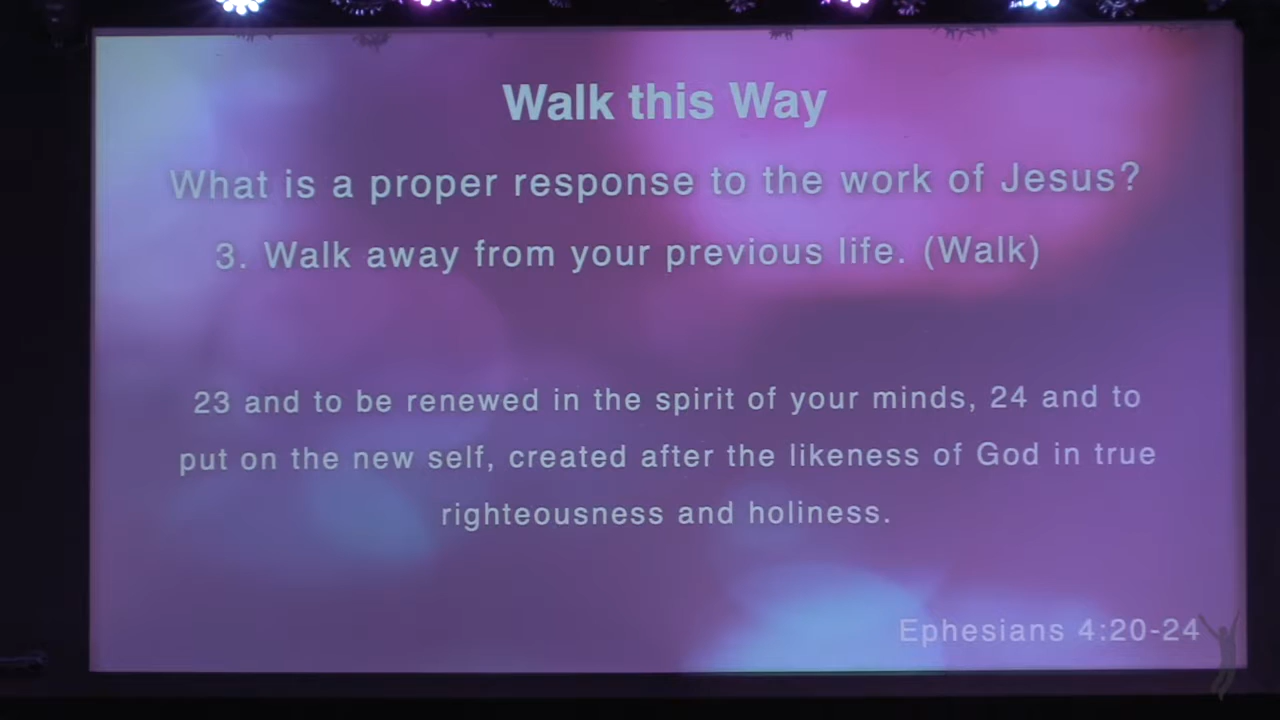 Walk this Way
What is a proper response to the work of Jesus?
3. Walk away from your previous life. (Walk)
23 and to be renewed in the spirit of your minds, 24 and to
put on the new self, created after the likeness of God in true
righteousness and holiness.
Ephesians 4:20-24